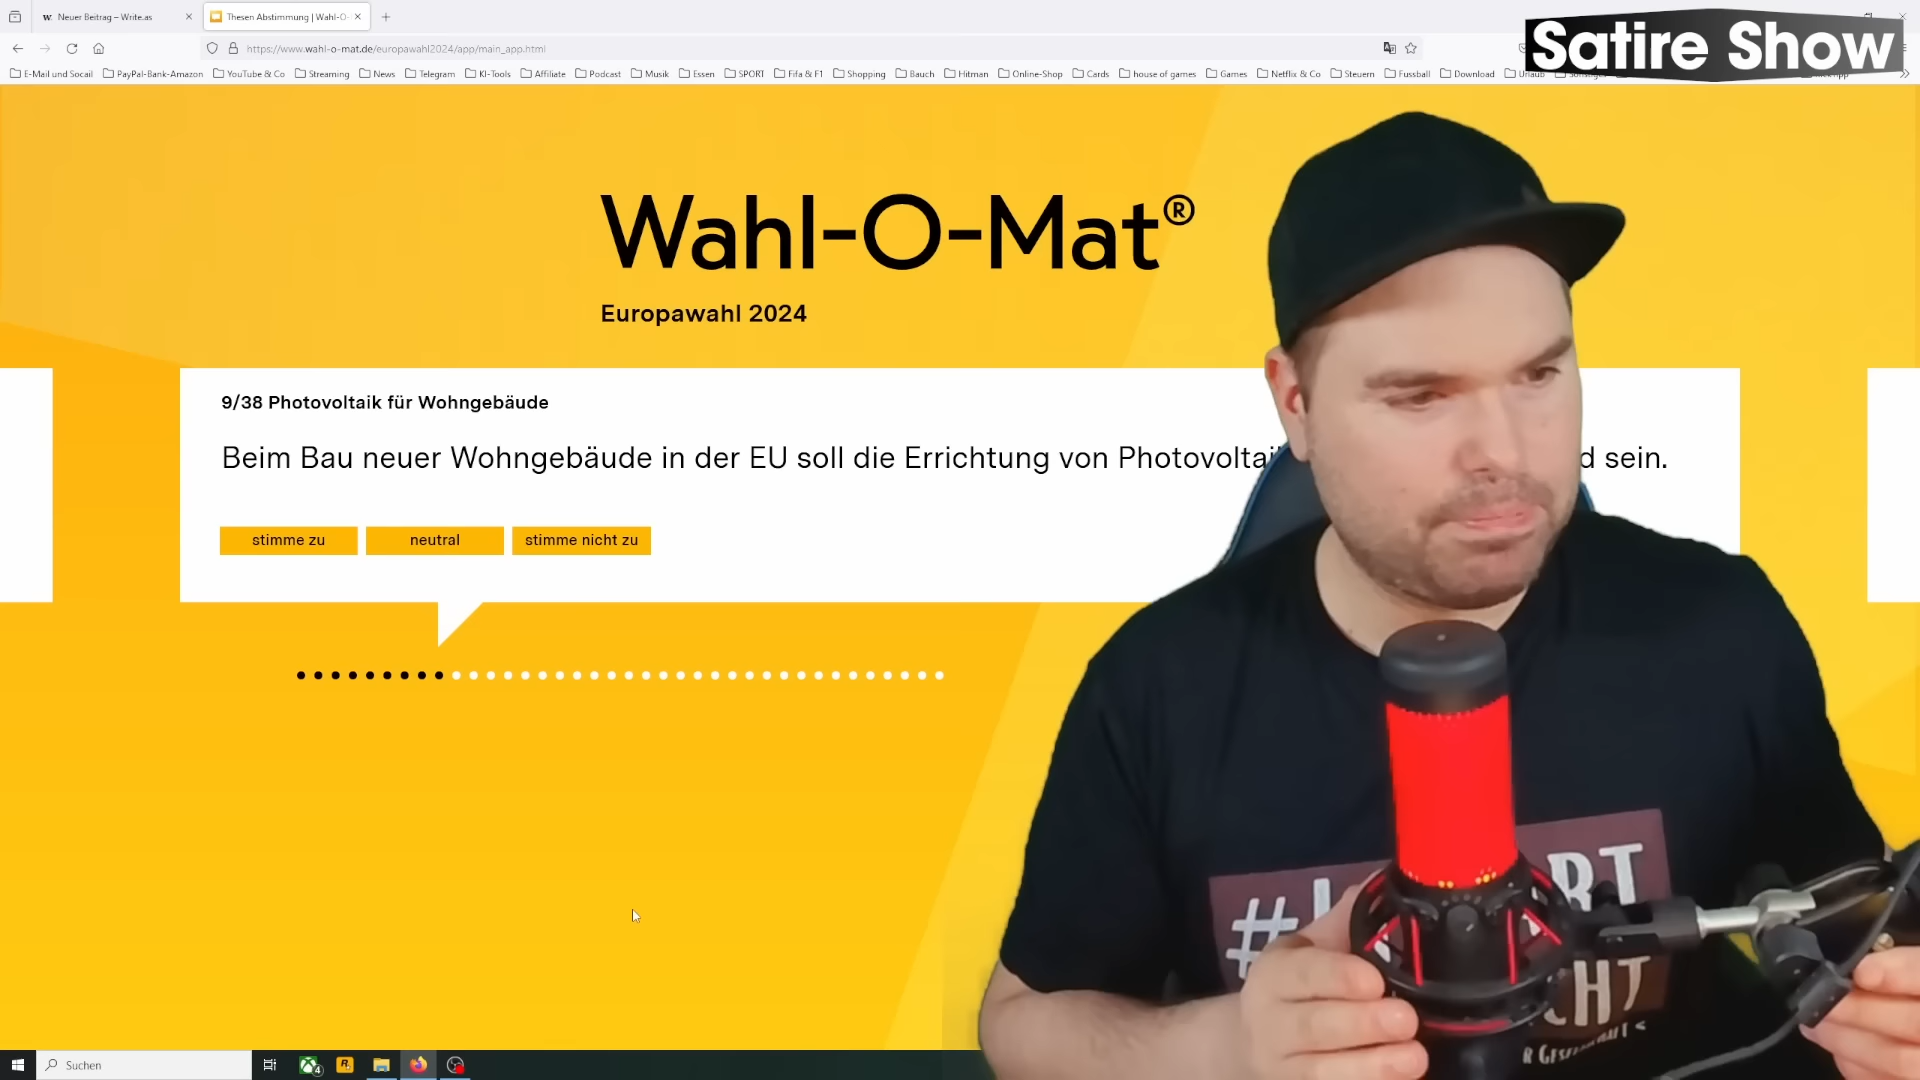 Neuer Beitrag – Write.as
Thesen Abstimmung | Wahl-O-
Satire Show
https://www.wahl-o-mat.de/europawahl2024/app/main_app.html
E-Mail und Socail PayPal-Bank-Amazon YouTube & Co Streaming News Telegram KI-Tools Affiliate Podcast Musik Essen SPORT Fifa & F1 Shopping Bauch Hitman Online-Shop Cards house of games Games Netflix & Co Steuern Fussball Download Urlaub
Wahl-O-Mat®
Europawahl 2024
9/38 Photovoltaik für Wohngebäude
Beim Bau neuer Wohngebäude in der EU soll die Errichtung von sein.
stimme zu neutral stimme nicht zu
Suchen